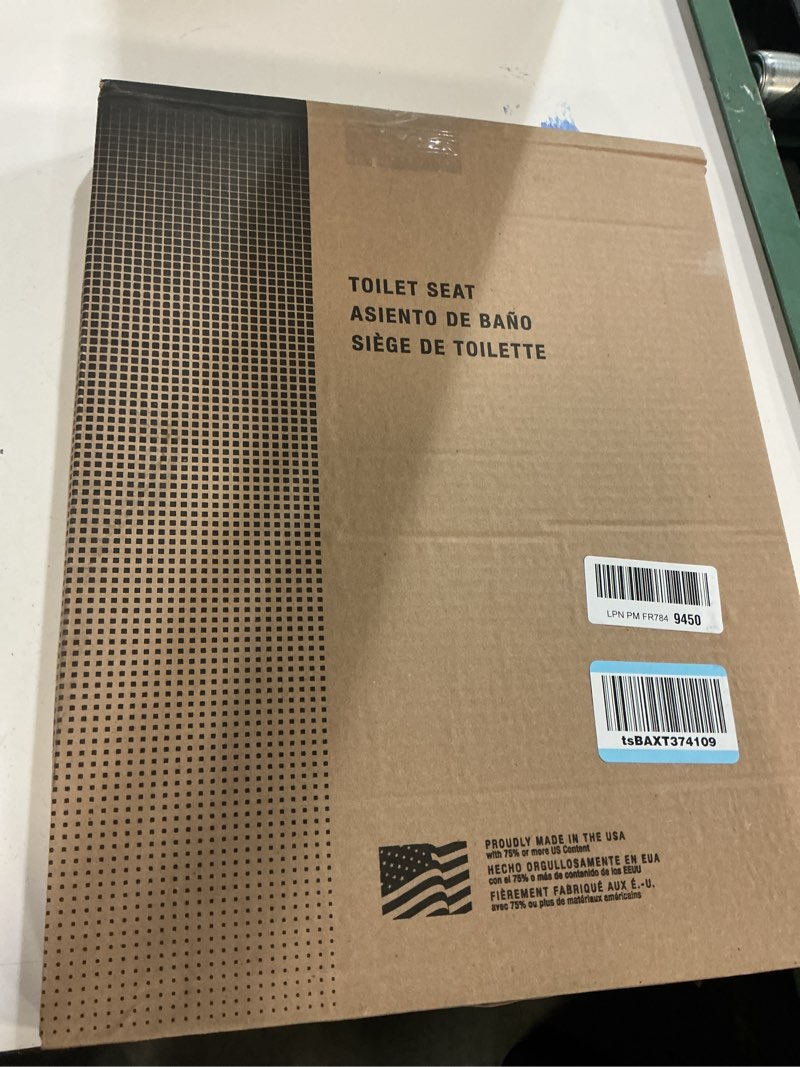 TOILET SEAT
ASIENTO DE BAÑO
SIÈGE DE TOILETTE
LPN PM FR784 9450
tsBAXT374109
PROUDLY MADE IN THE USA
with 75% or more US Content
HECHO ORGULLOSAMENTE EN EUA
con el 75% o más de contenido de los EEUU
FIÈREMENT FABRIQUÉ AUX É.-U.
avec 75% ou plus de matériaux américains